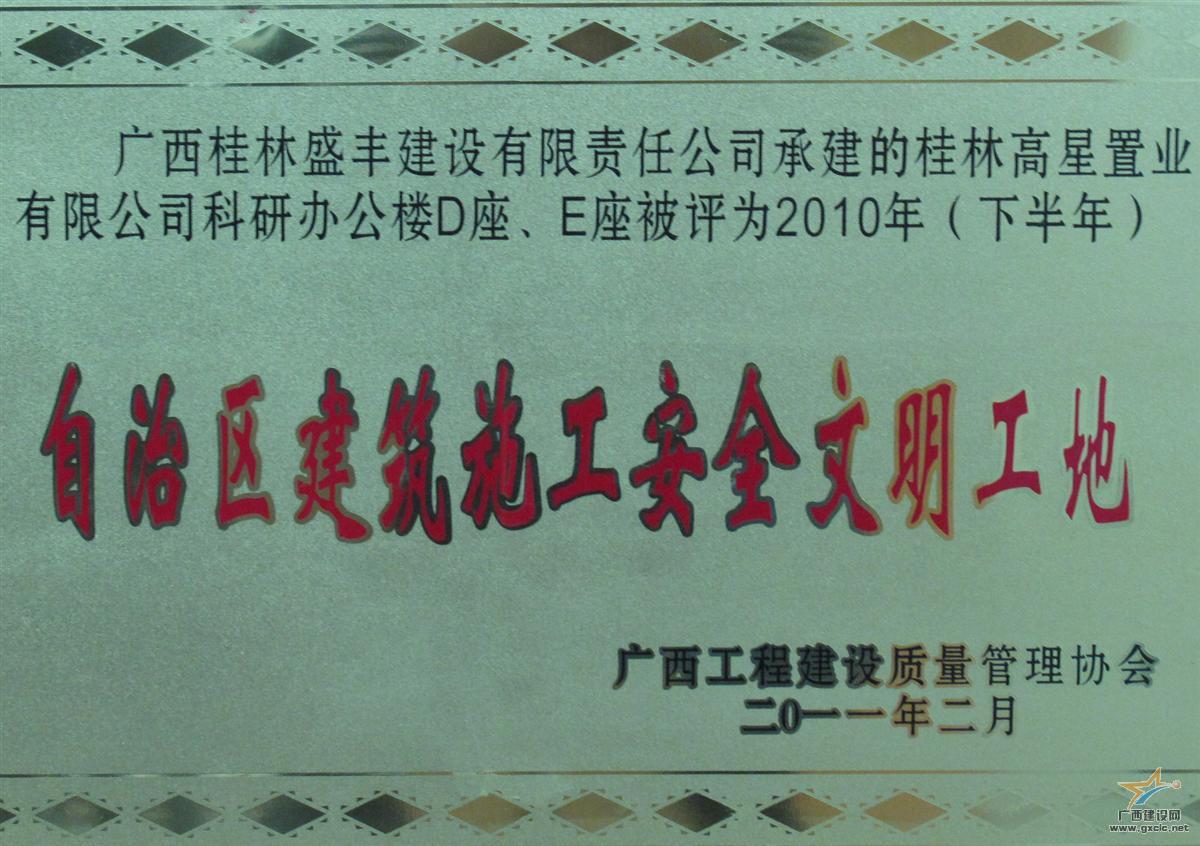 广西桂林盛丰建设有限责任公司承建的桂林高星置业
有限公司科研办公楼D座、E座被评为2010年（下半年）
自治区建筑施工安全文明工地
广西工程建设质量管理协会
二0一一年二月
广西建设网
www.gxcic.net